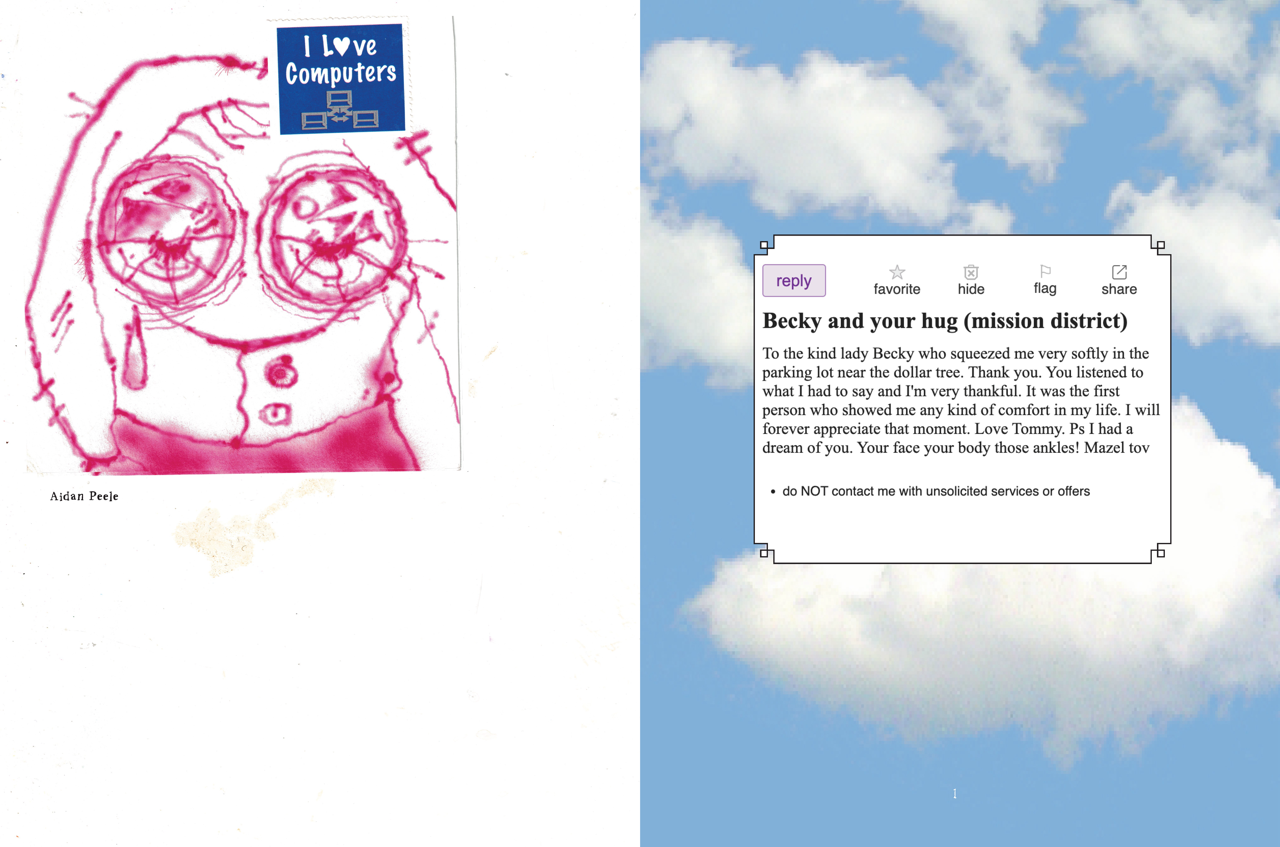 I L♥ve
Computers
Aidan Peele
reply
favorite
hide
flag
share
Becky and your hug (mission district)
To the kind lady Becky who squeezed me very softly in the
parking lot near the dollar tree. Thank you. You listened to
what I had to say and I'm very thankful. It was the first
person who showed me any kind of comfort in my life. I will
forever appreciate that moment. Love Tommy. Ps I had a
dream of you. Your face your body those ankles! Mazel tov
• do NOT contact me with unsolicited services or offers